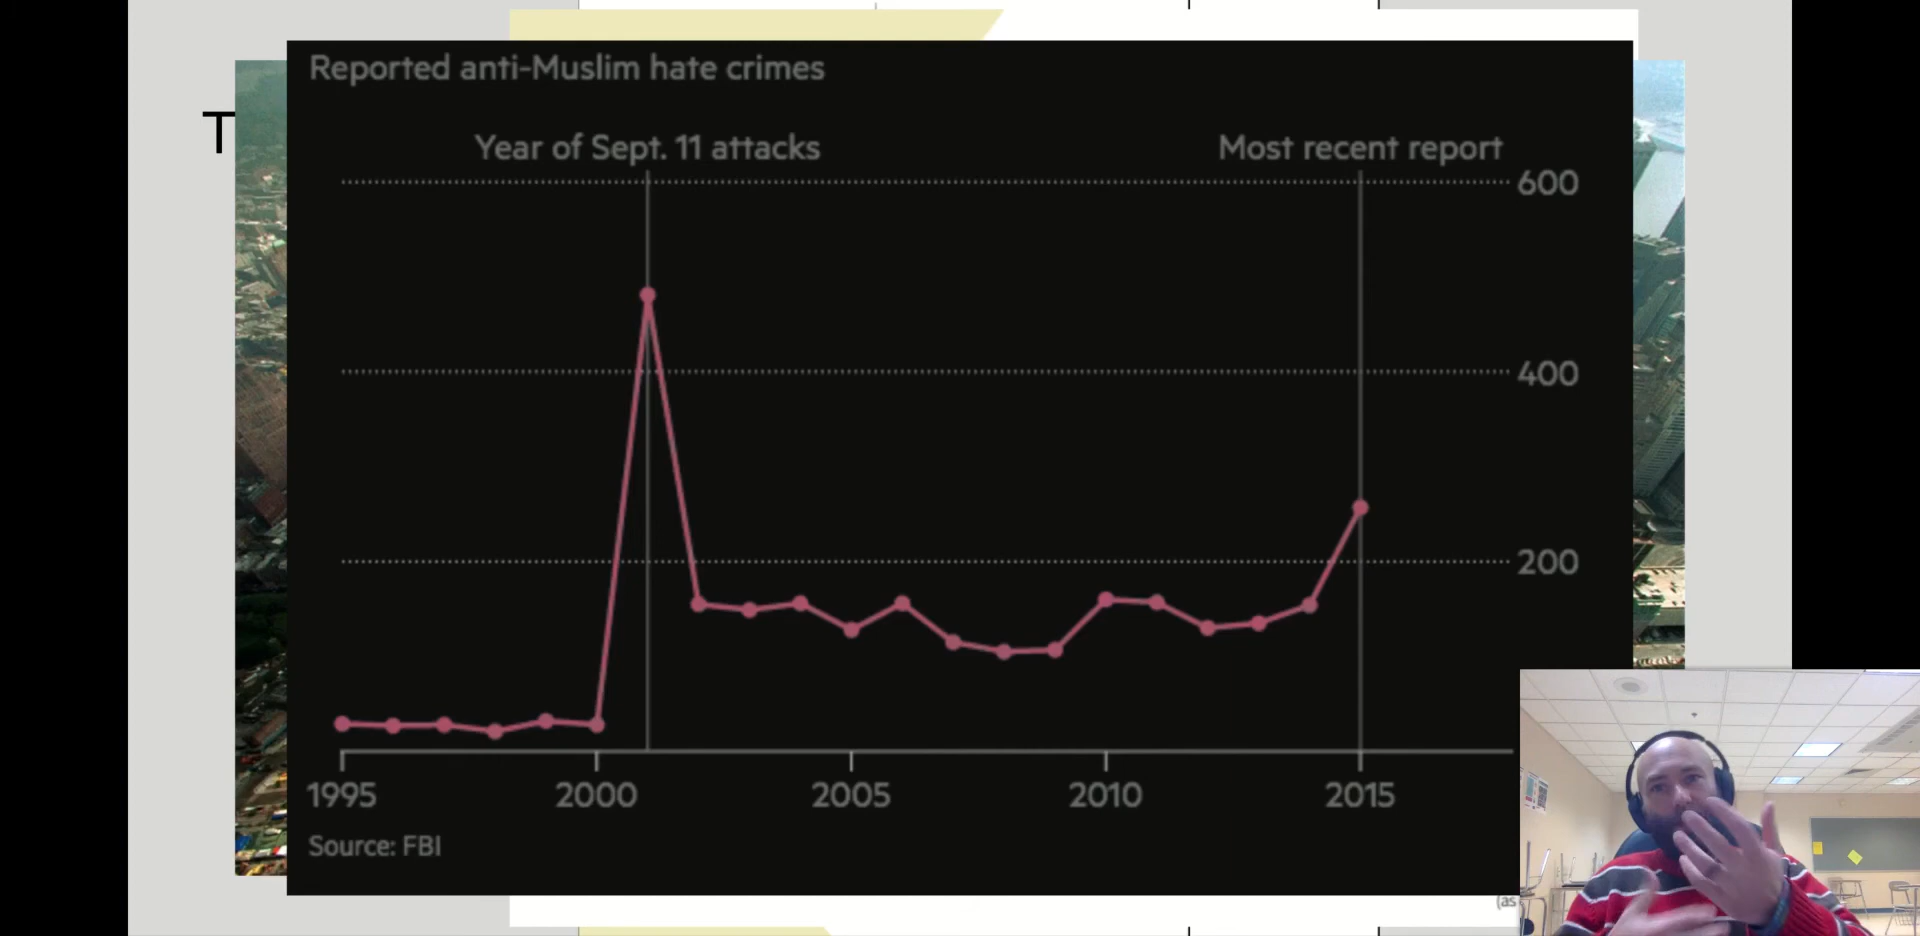 T
Reported anti-Muslim hate crimes
Year of Sept. 11 attacks
Most recent report
600
400
200
1995
2000
2005
2010
2015
Source: FBI
(as